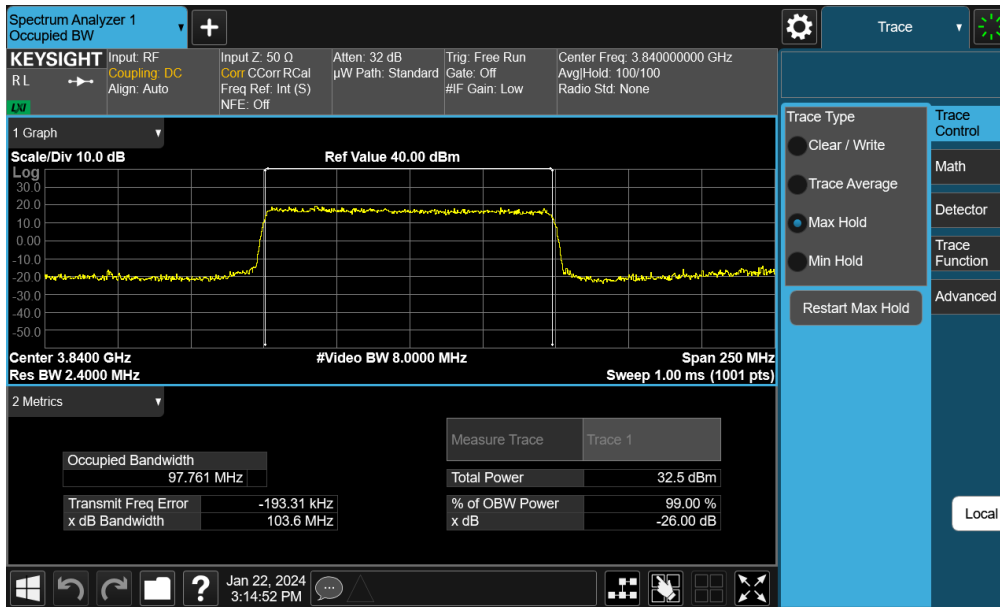 Spectrum Analyzer 1
Occupied BW
+
Trace
KEYSIGHT
R L
LXI
Input: RF
Coupling: DC
Align: Auto
Input Z: 50 Ω
Corr CCorr RCal
Freq Ref: Int (S)
NFE: Off
Atten: 32 dB
µW Path: Standard
Trig: Free Run
Gate: Off
#IF Gain: Low
Center Freq: 3.840000000 GHz
Avg|Hold: 100/100
Radio Std: None
1 Graph
Scale/Div 10.0 dB
Ref Value 40.00 dBm
Log
30.0
20.0
10.0
0.00
-10.0
-20.0
-30.0
-40.0
-50.0
Center 3.8400 GHz
#Video BW 8.0000 MHz
Span 250 MHz
Res BW 2.4000 MHz
Sweep 1.00 ms (1001 pts)
2 Metrics
Measure Trace
Trace 1
Occupied Bandwidth
97.761 MHz
Total Power
32.5 dBm
Transmit Freq Error
-193.31 kHz
% of OBW Power
99.00 %
x dB Bandwidth
103.6 MHz
x dB
-26.00 dB
Trace Type
Clear / Write
Trace Average
Max Hold
Min Hold
Restart Max Hold
Trace
Control
Math
Detector
Trace
Function
Advanced
Local
?
Jan 22, 2024
3:14:52 PM